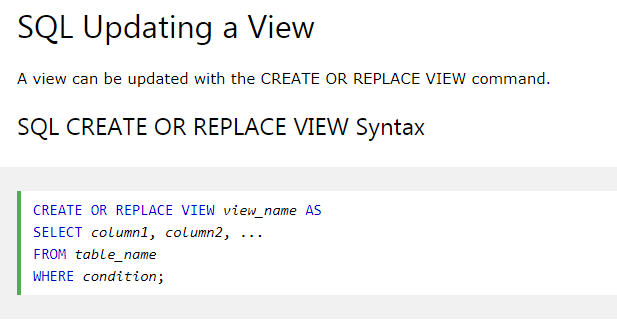 SQL Updating a View
A view can be updated with the CREATE OR REPLACE VIEW command.
SQL CREATE OR REPLACE VIEW Syntax
CREATE OR REPLACE VIEW view_name AS
SELECT column1, column2, ...
FROM table_name
WHERE condition;